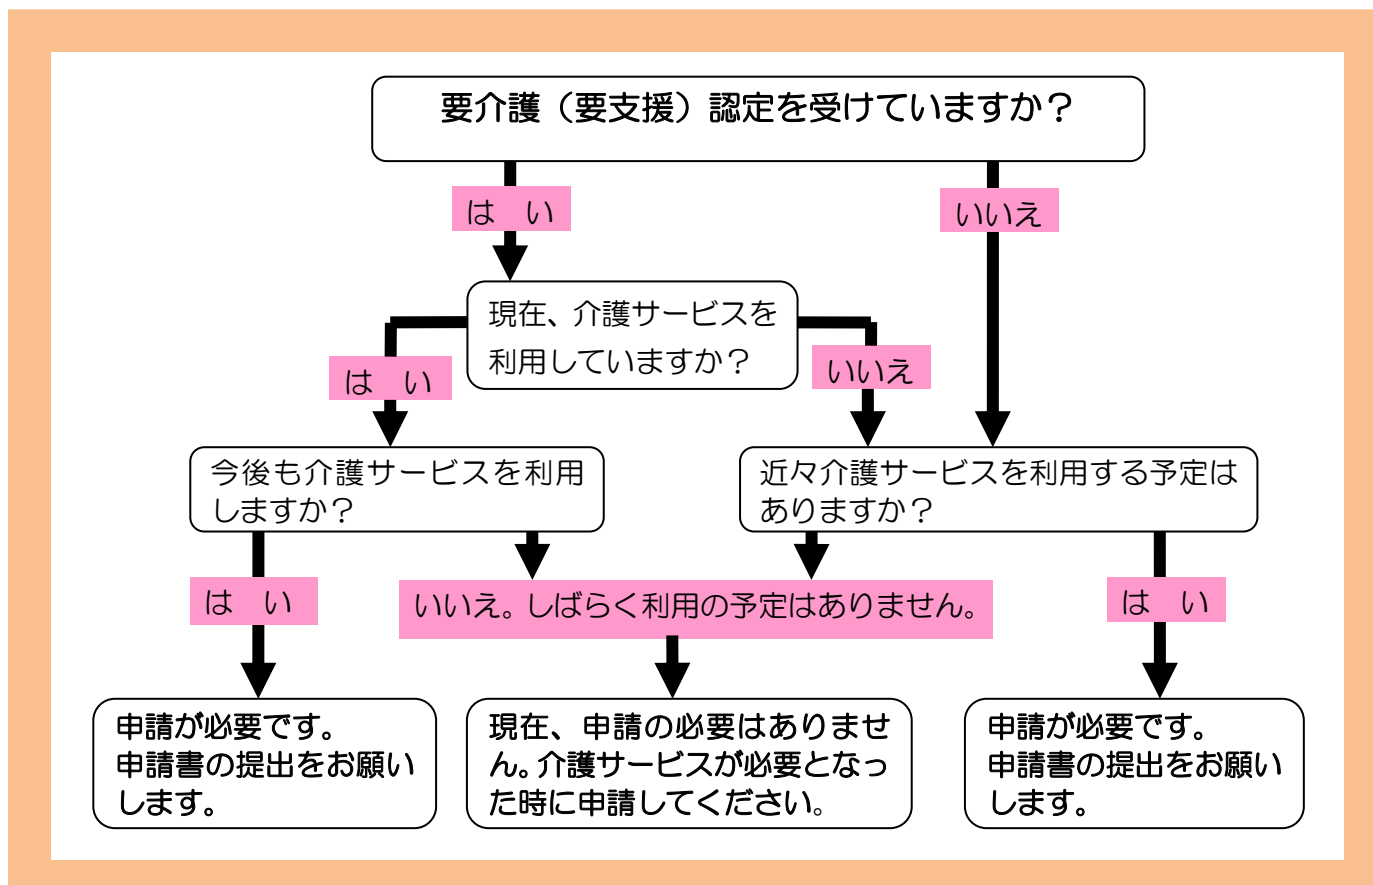 要介護（要支援）認定を受けていますか？
は　い
いいえ
現在、介護サービスを
利用していますか？
は　い
いいえ
今後も介護サービスを利用
しますか？
近々介護サービスを利用する予定は
ありますか？
は　い
いいえ。しばらく利用の予定はありません。
は　い
申請が必要です。
申請書の提出をお願い
します。
現在、申請の必要はありませ
ん。介護サービスが必要となっ
た時に申請してください。
申請が必要です。
申請書の提出をお願い
します。